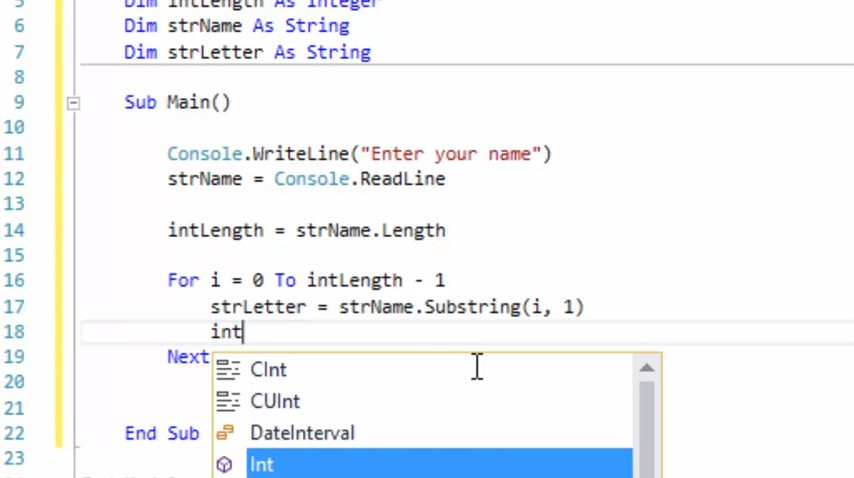 5 Dim intLength As Integer
6 Dim strName As String
7 Dim strLetter As String
8
9 Sub Main()
10
11 Console.WriteLine("Enter your name")
12 strName = Console.ReadLine
13
14 intLength = strName.Length
15
16 For i = 0 To intLength - 1
17 strLetter = strName.Substring(i, 1)
18 int
19 Next
20 CInt
21 CUInt
22 End Sub DateInterval
23 Int